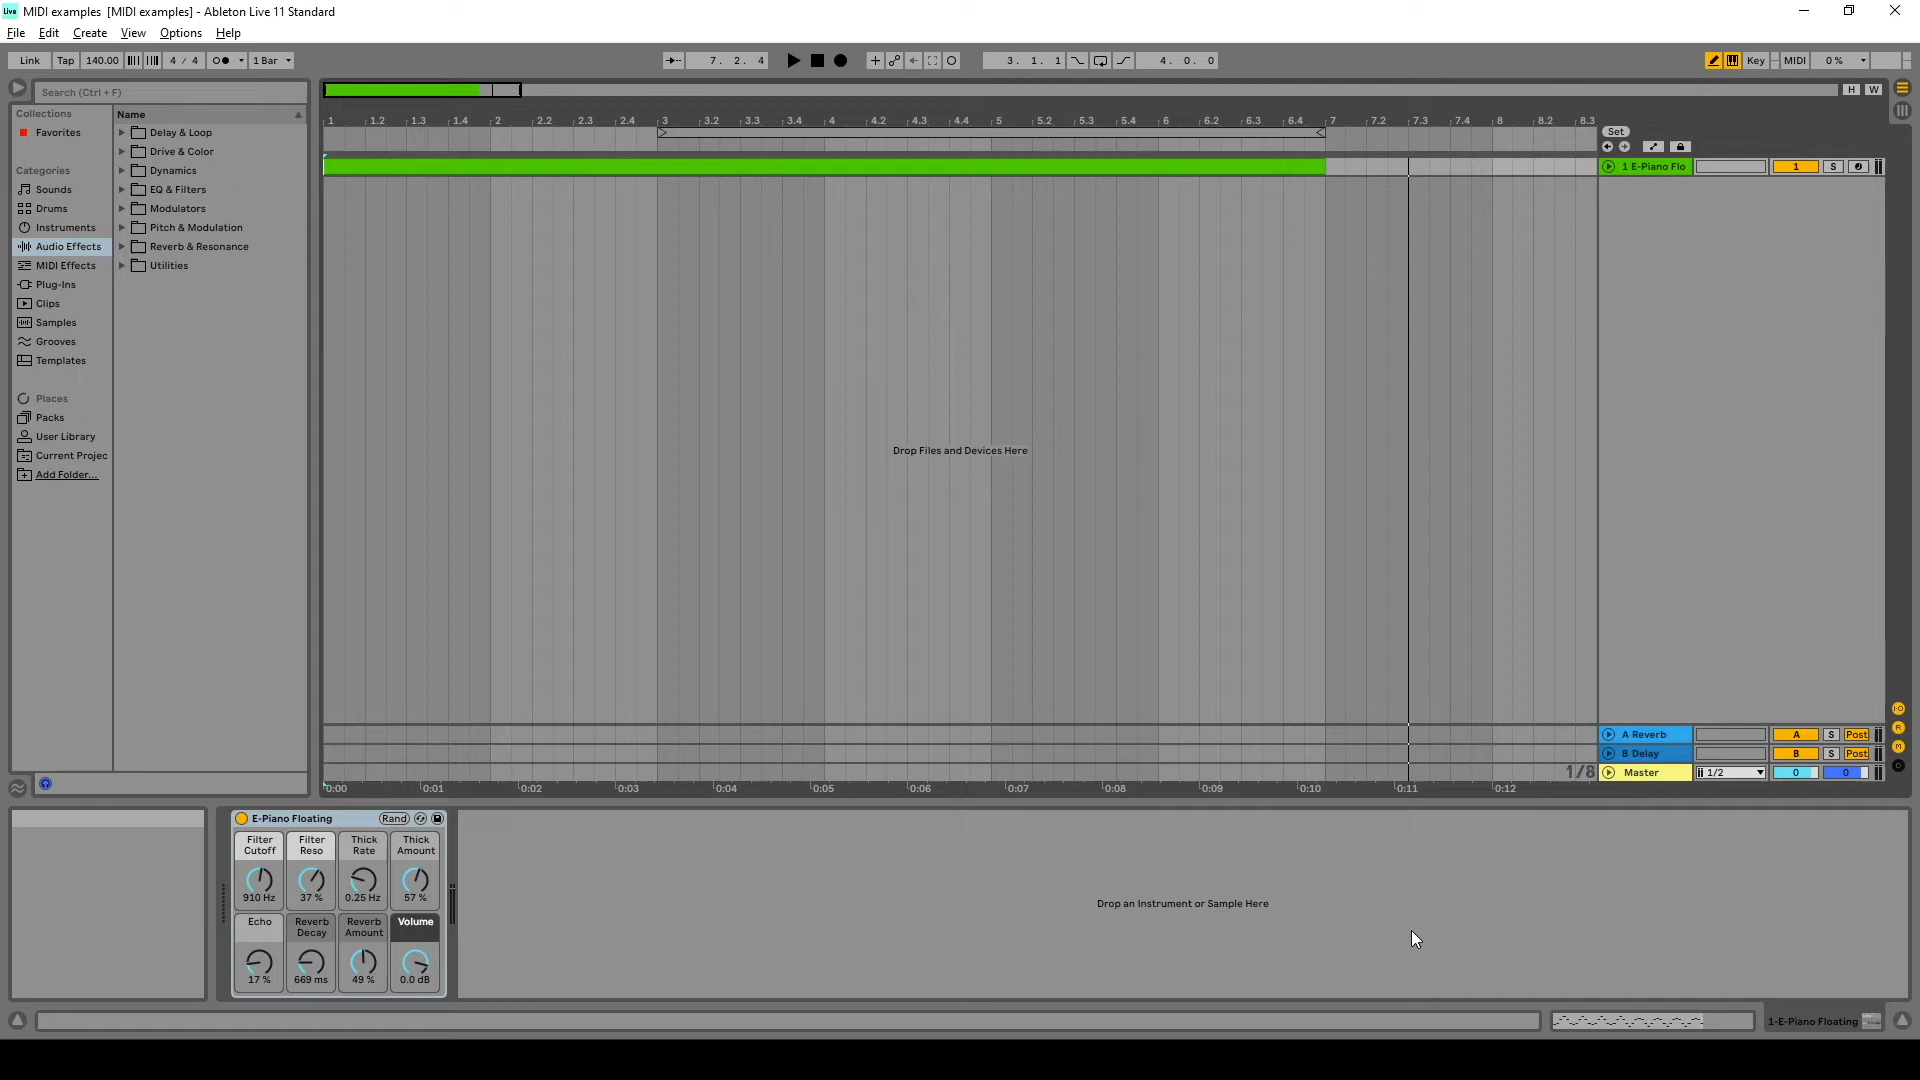 MIDI examples  [MIDI examples] - Ableton Live 11 Standard
File Edit Create View Options Help
Link Tap 140.00 4 / 4 1 Bar 7. 2. 4 3. 1. 1 4. 0. 0 Key MIDI 0 %
Search (Ctrl + F)
H W
Collections
Favorites
Categories
Sounds
Drums
Instruments
Audio Effects
MIDI Effects
Plug-Ins
Clips
Samples
Grooves
Templates
Places
Packs
User Library
Current Projec
Add Folder...
Name
Delay & Loop
Drive & Color
Dynamics
EQ & Filters
Modulators
Pitch & Modulation
Reverb & Resonance
Utilities
1 1.2 1.3 1.4 2 2.2 2.3 2.4 3 3.2 3.3 3.4 4 4.2 4.3 4.4 5 5.2 5.3 5.4 6 6.2 6.3 6.4 7 7.2 7.3 7.4 8 8.2 8.3
Set
1 E-Piano Flo 1 S
Drop Files and Devices Here
A Reverb A S Post
B Delay B S Post
1/8 Master 1/2 0 0
0:00 0:01 0:02 0:03 0:04 0:05 0:06 0:07 0:08 0:09 0:10 0:11 0:12
E-Piano Floating Rand
Filter Cutoff
910 Hz
Filter Reso
37 %
Thick Rate
0.25 Hz
Thick Amount
57 %
Echo
17 %
Reverb Decay
669 ms
Reverb Amount
49 %
Volume
0.0 dB
Drop an Instrument or Sample Here
1-E-Piano Floating